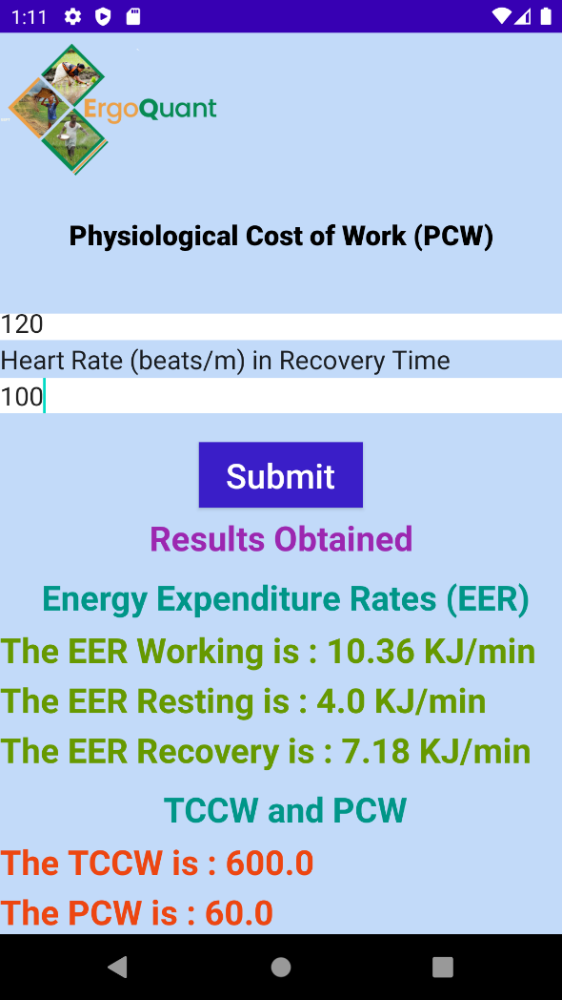 1:11
ErgoQuant
Physiological Cost of Work (PCW)
120
Heart Rate (beats/m) in Recovery Time
100
Submit
Results Obtained
Energy Expenditure Rates (EER)
The EER Working is : 10.36 KJ/min
The EER Resting is : 4.0 KJ/min
The EER Recovery is : 7.18 KJ/min
TCCW and PCW
The TCCW is : 600.0
The PCW is : 60.0